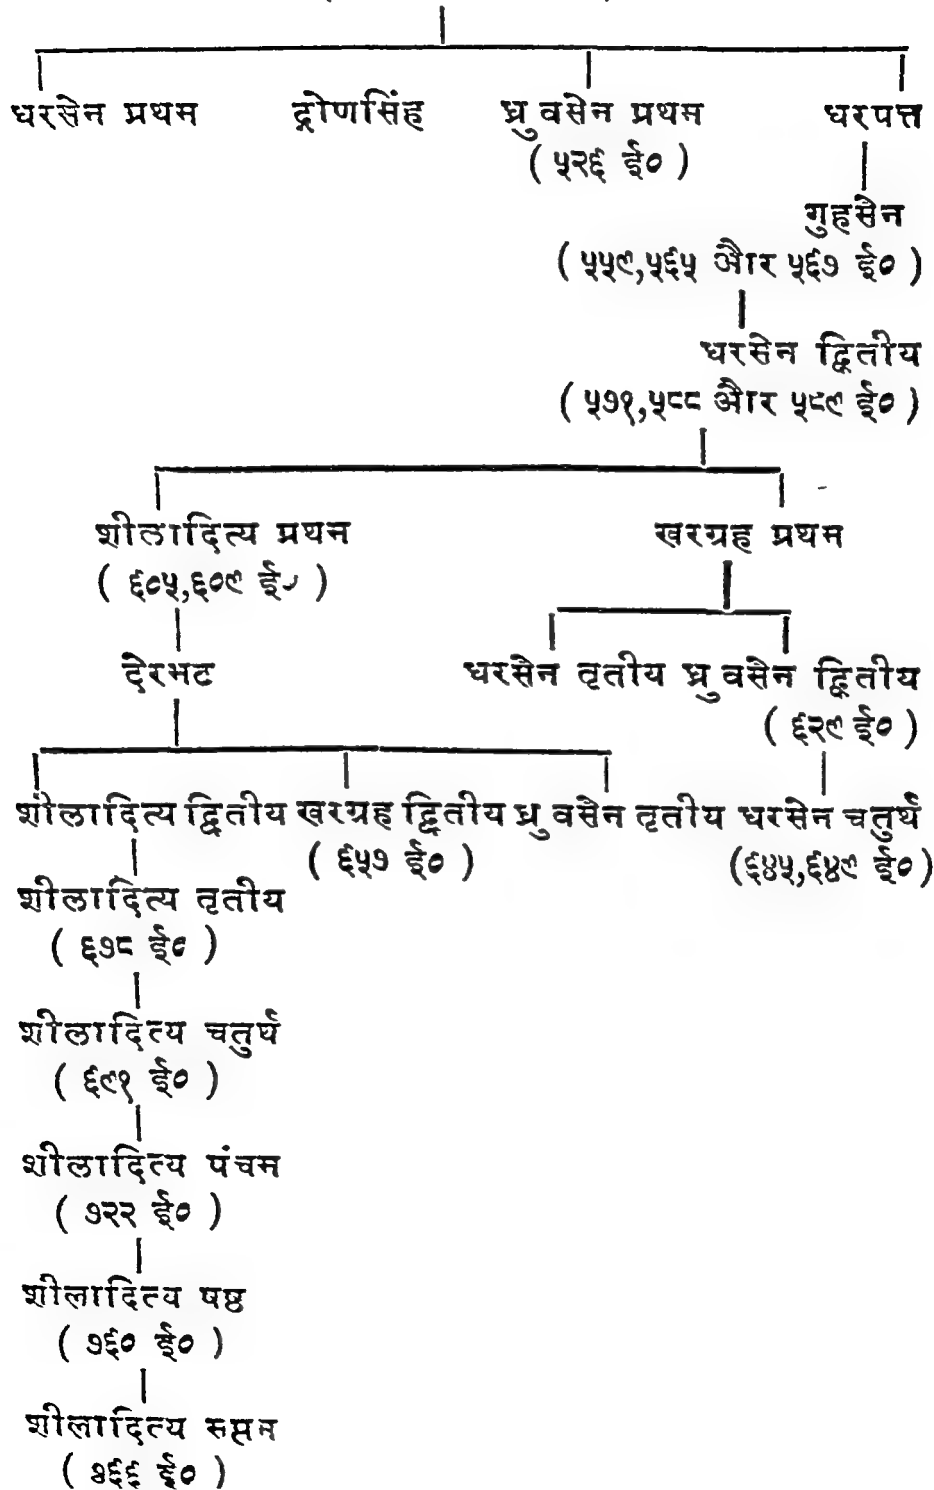 धरसेन प्रथम द्रोणसिंह ध्रुवसेन प्रथम धरपत्त
( ५२६ ई० )
गुहसेन
( ५५९,५६५ और ५६७ ई० )
धरसेन द्वितीय
( ५७१,५८८ और ५८९ ई० )
शीलादित्य प्रथम खरग्रह प्रथम
( ६०५,६०९ ई० )
देरभट धरसेन तृतीय ध्रुवसेन द्वितीय
( ६२९ ई० )
शीलादित्य द्वितीय खरग्रह द्वितीय ध्रुवसेन तृतीय धरसेन चतुर्थ
( ६५७ ई० ) (६४५,६४९ ई०)
शीलादित्य तृतीय
( ६७८ ई० )
शीलादित्य चतुर्थ
( ६९१ ई० )
शीलादित्य पंचम
( ७२२ ई० )
शीलादित्य षष्ठ
( ७६० ई० )
शीलादित्य सप्तम
( ७६६ ई० )